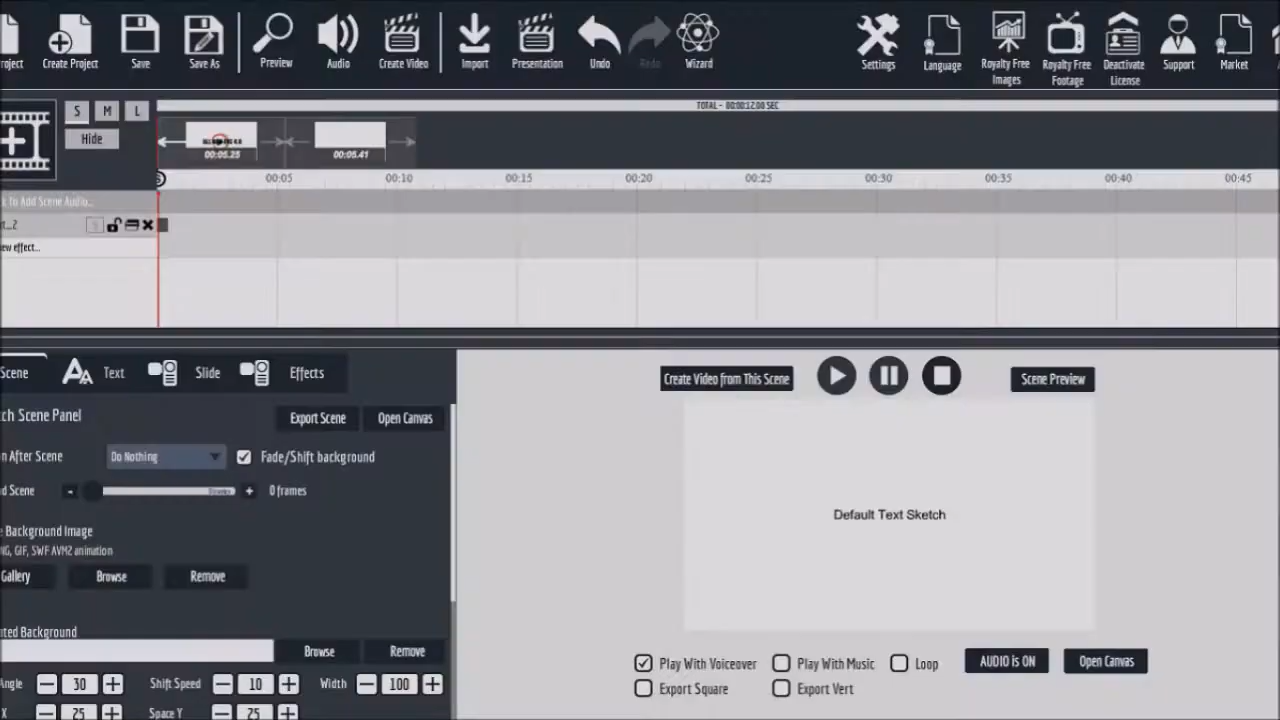 roject
Create Project
Save
Save As
Preview
Audio
Create Video
Import
Presentation
Undo
Redo
Wizard
Settings
Language
Royalty Free Images
Royalty Free Footage
Deactivate License
Support
Market
S M L
Hide
TOTAL - 00:00:12.00 SEC
00:05.25
00:05.41
00:05 00:10 00:15 00:20 00:25 00:30 00:35 00:40 00:45
k To Add Scene Audio...
t...2
ew effect...
Scene Text Slide Effects
ch Scene Panel
Export Scene
Open Canvas
n After Scene
Do Nothing
Fade/Shift background
d Scene
- + 0 frames
e Background Image
NG, GIF, SWF AVM2 animation
Gallery Browse Remove
nted Background
Browse Remove
Angle 30 Shift Speed 10 Width 100
X 25 Space Y 25
Create Video from This Scene
Scene Preview
Default Text Sketch
Play With Voiceover
Play With Music
Loop
AUDIO is ON
Open Canvas
Export Square
Export Vert